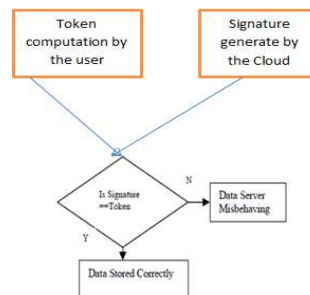 Token
computation by
the user
Signature
generate by
the Cloud
Is Signature
==Token
N
Data Server
Misbehaving
Y
Data Stored Correctly